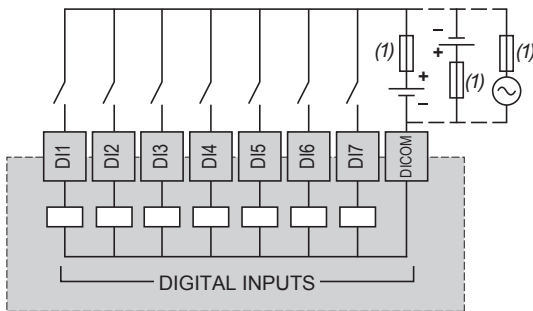 (1)
+
−
−
+
(1)
(1)
DI1
DI2
DI3
DI4
DI5
DI6
DI7
DICOM
DIGITAL INPUTS